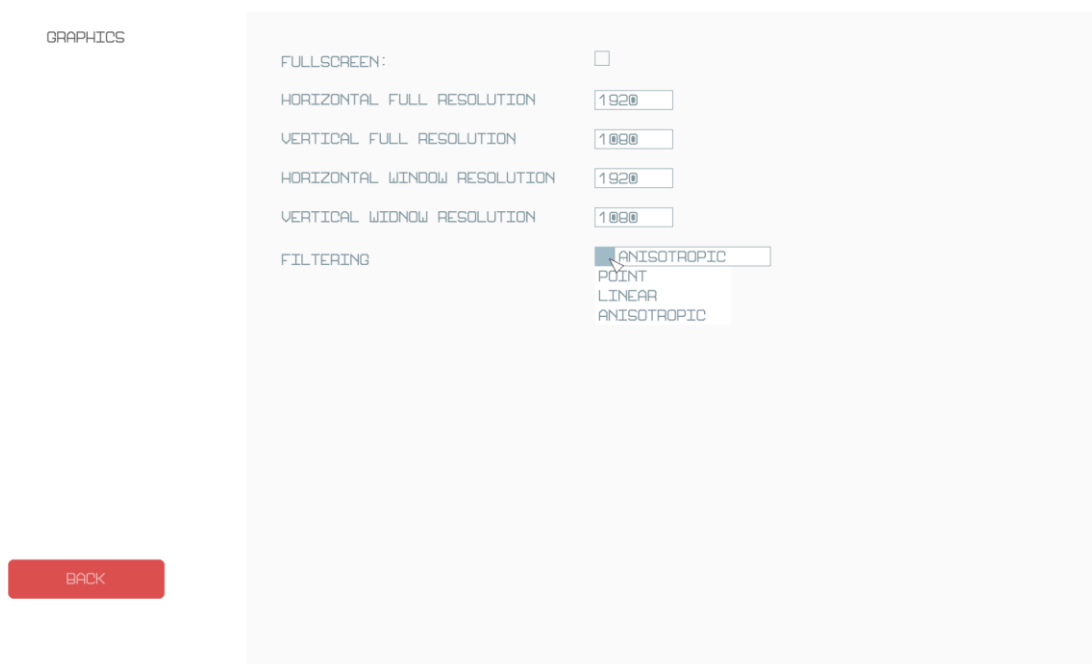 GRAPHICS
FULLSCREEN:
HORIZONTAL FULL RESOLUTION 1920
VERTICAL FULL RESOLUTION 1080
HORIZONTAL WINDOW RESOLUTION 1920
VERTICAL WIDNOW RESOLUTION 1080
FILTERING ANISOTROPIC
POINT
LINEAR
ANISOTROPIC
BACK